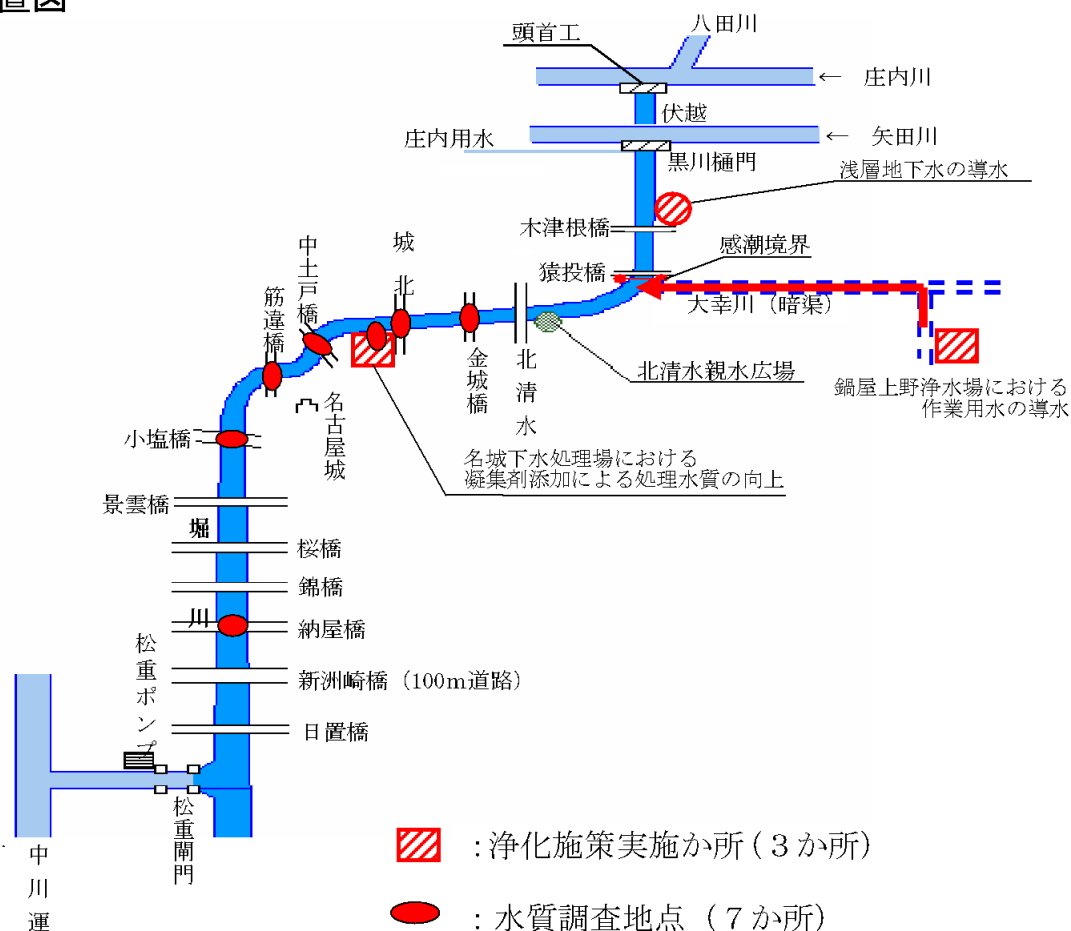 置図
八田川
頭首工
← 庄内川
伏越
庄内用水
← 矢田川
黒川樋門
浅層地下水の導水
木津根橋
感潮境界
猿投橋
大幸川（暗渠）
城北
中土戸橋
筋違橋
金城橋
北清水
北清水親水広場
鍋屋上野浄水場における
作業用水の導水
名古屋城
小塩橋
名城下水処理場における
凝集剤添加による処理水質の向上
景雲橋
堀川
桜橋
錦橋
納屋橋
松重ポンプ
新洲崎橋（100m道路）
日置橋
松重閘門
中川運
：浄化施策実施か所（３か所）
：水質調査地点（７か所）